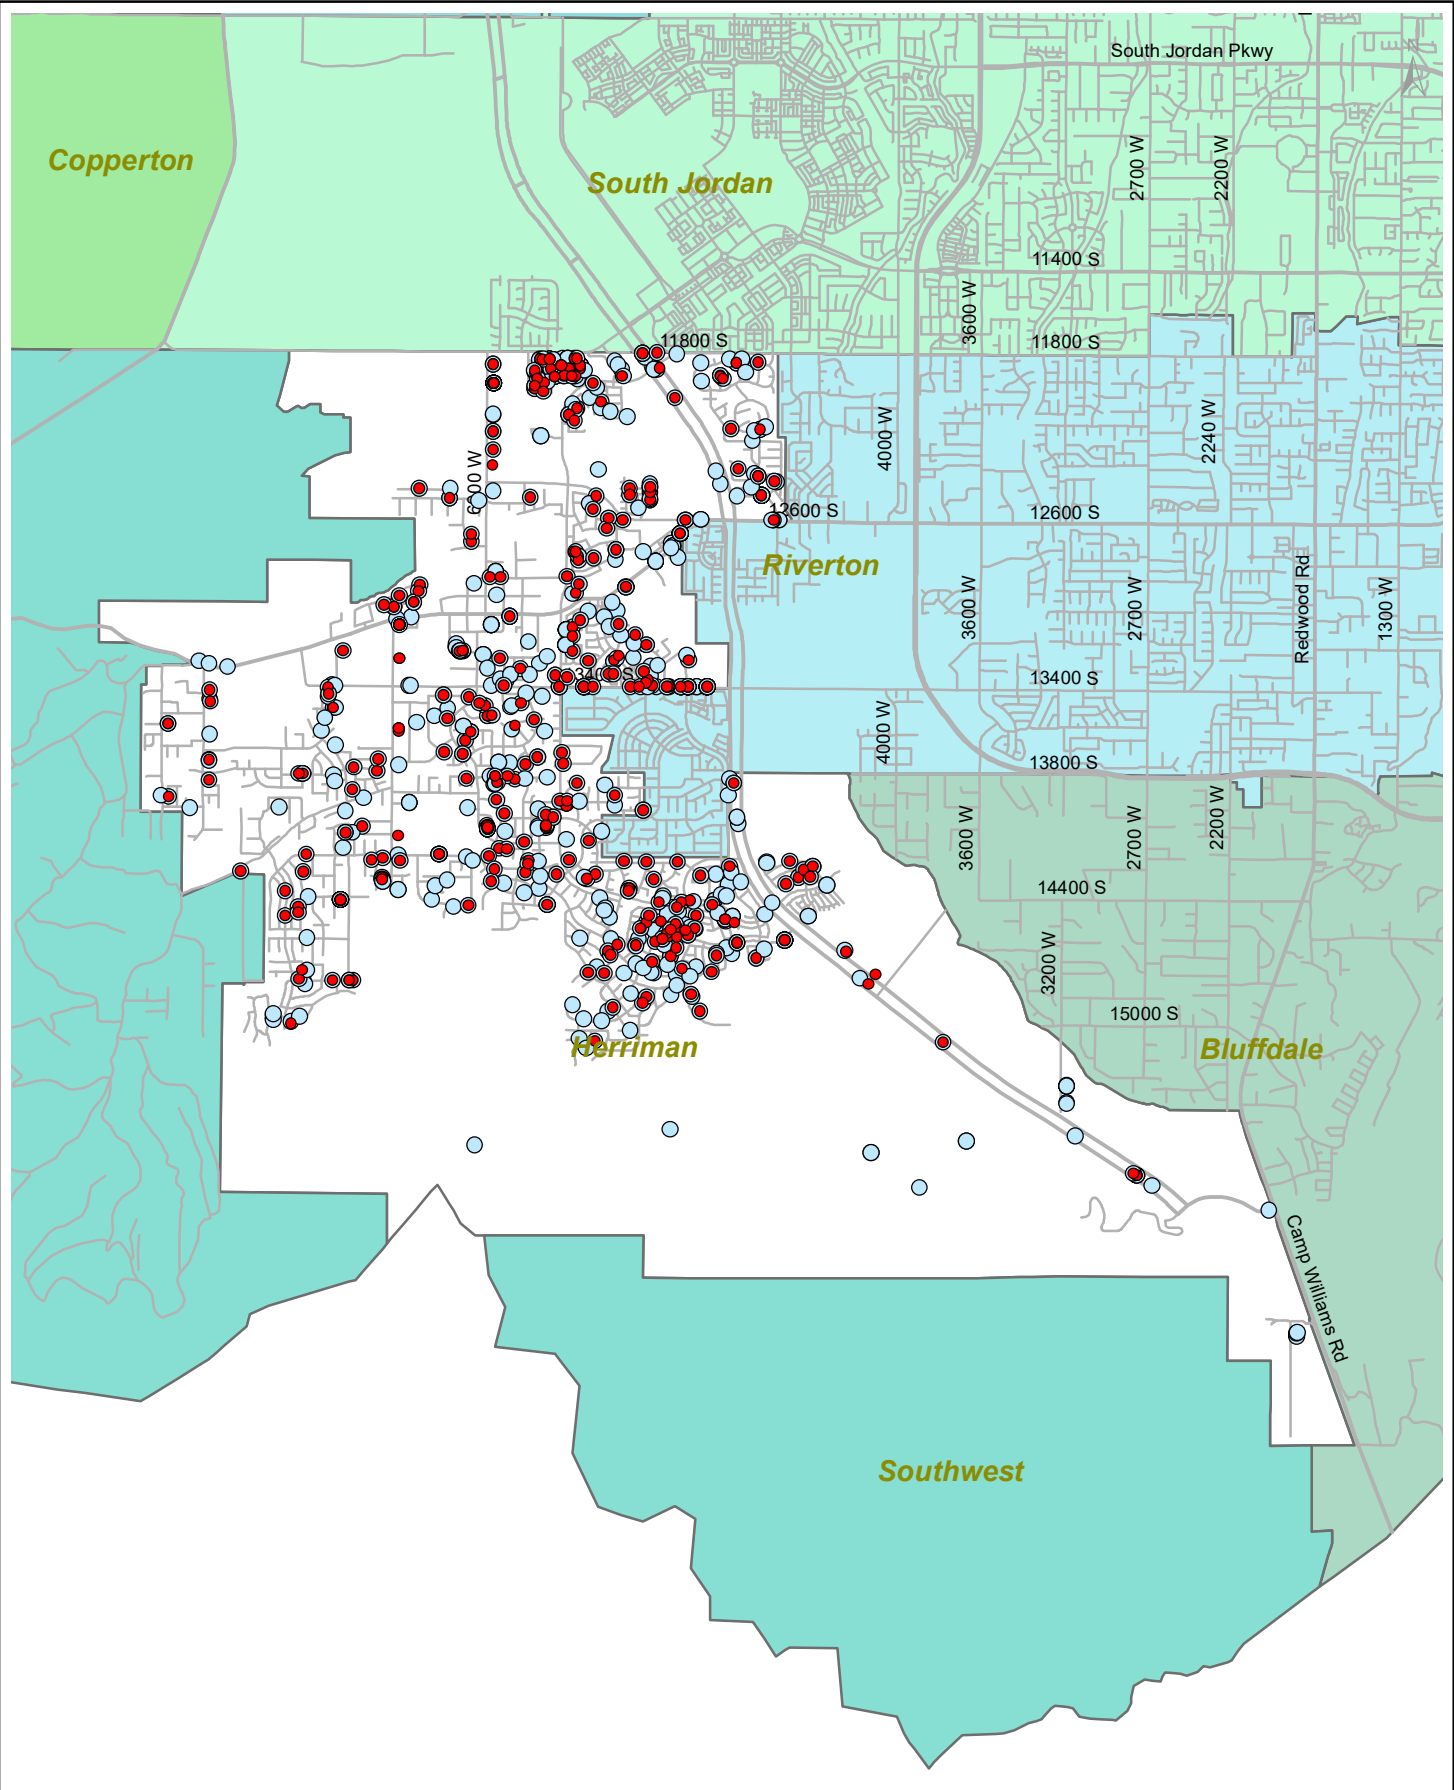 South Jordan Pkwy
Copperton
2700 W
2200 W
South Jordan
11400 S
3600 W
11800 S
11800 S
4000 W
2240 W
12600 S
12600 S
Riverton
Redwood Rd
3600 W
2700 W
1300 W
13400 S
4000 W
13800 S
3600 W
2700 W
2200 W
14400 S
3200 W
15000 S
Herriman
Bluffdale
Camp Williams Rd
Southwest